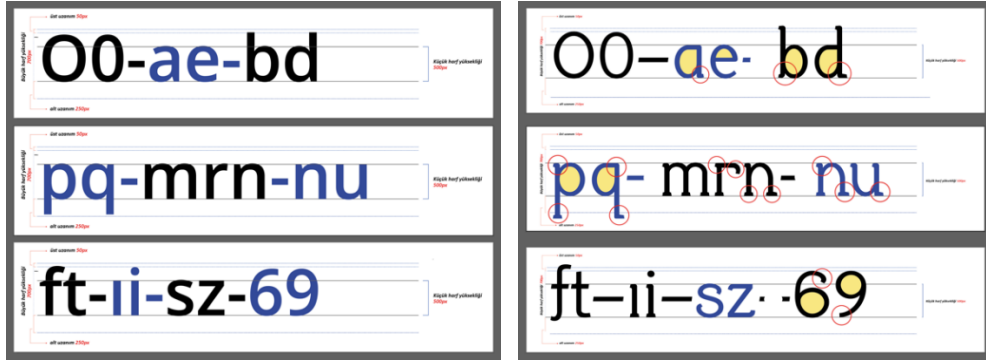 üst uzanım 50px
Büyük harf yüksekliği
700px
OO-ae-bd
Küçük harf yüksekliği
500px
alt uzanım 250px
üst uzanım 50px
Büyük harf yüksekliği
700px
pq-mrn-nu
Küçük harf yüksekliği
500px
alt uzanım 250px
üst uzanım 50px
Büyük harf yüksekliği
700px
ft-ıi-sz-69
Küçük harf yüksekliği
500px
alt uzanım 250px
O0—ae- bd
pq- mrn- nu
ft—ıi—sz- -69